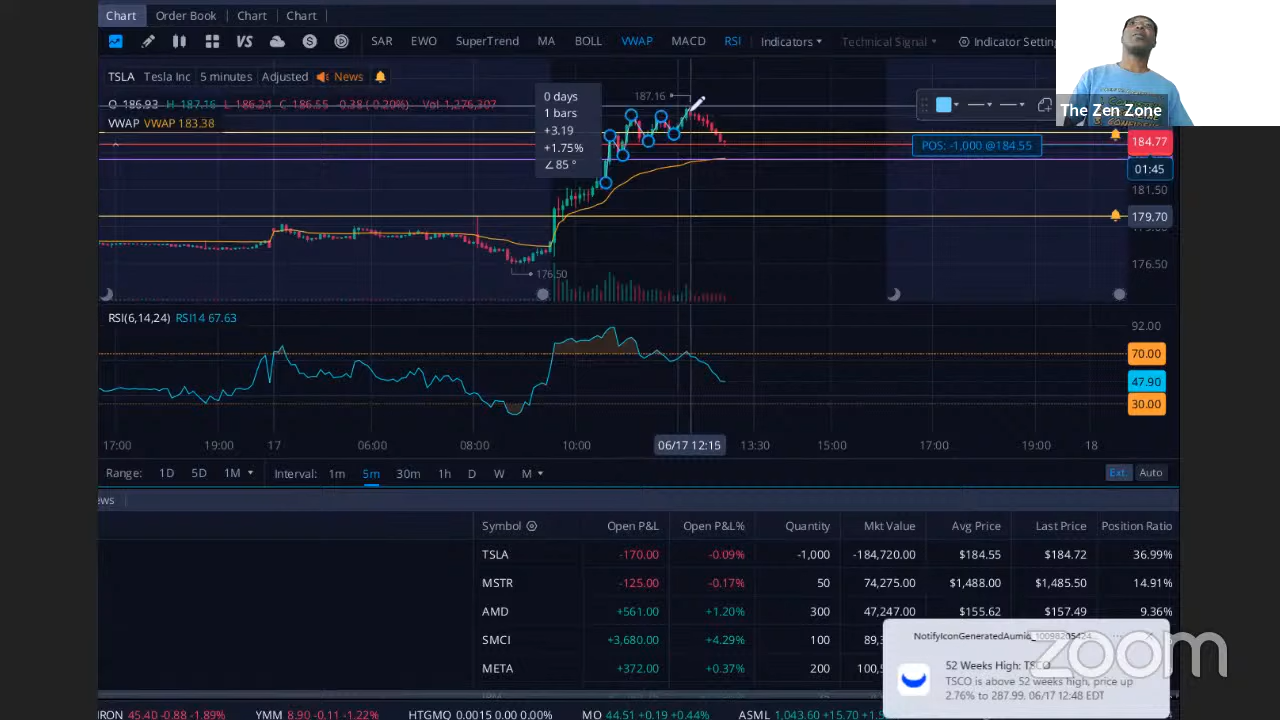 Chart Order Book Chart Chart
VS SAR EWO SuperTrend MA BOLL VWAP MACD RSI Indicators Technical Signal Indicator Settin
The Zen Zone
TSLA Tesla Inc 5 minutes Adjusted News
O 186.93 H 187.16 L 186.24 C 186.55 -0.38 (-0.20%) Vol 1,276,307
VWAP VWAP 183.38
0 days
1 bars
+3.19
+1.75%
∠85 °
187.16
176.50
POS: -1,000 @184.55
184.77
01:45
181.50
179.70
176.50
RSI(6,14,24) RSI14 67.63
92.00
70.00
47.90
30.00
17:00 19:00 17 06:00 08:00 10:00 06/17 12:15 13:30 15:00 17:00 19:00 18
Range: 1D 5D 1M Interval: 1m 5m 30m 1h D W M Ext. Auto
ews
Symbol Open P&L Open P&L% Quantity Mkt Value Avg Price Last Price Position Ratio
TSLA -170.00 -0.09% -1,000 -184,720.00 $184.55 $184.72 36.99%
MSTR -125.00 -0.17% 50 74,275.00 $1,488.00 $1,485.50 14.91%
AMD +561.00 +1.20% 300 47,247.00 $155.62 $157.49 9.36%
SMCI +3,680.00 +4.29% 100 89,
META +372.00 +0.37% 200 100,5
52 Weeks High: TSCO
TSCO is above 52 weeks high, price up
2.76% to 287.99. 06/17 12:48 EDT
zoom
IRON 45.40 -0.88 -1.89% YMM 8.90 -0.11 -1.22% HTGMQ 0.0015 0.00 0.00% MO 44.51 +0.19 +0.44% ASML 1,043.60 +15.70 +1.5